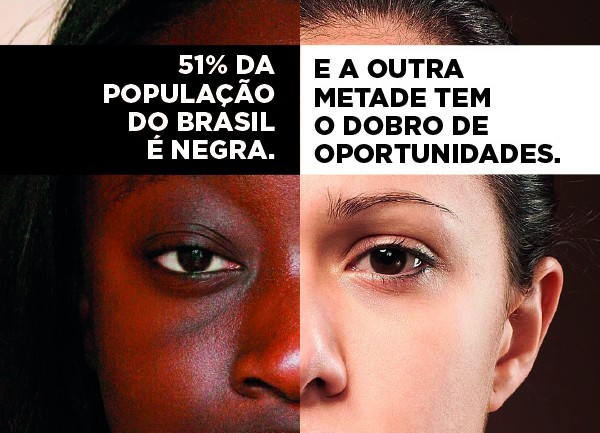 51% DA
POPULAÇÃO
DO BRASIL
É NEGRA.
E A OUTRA
METADE TEM
O DOBRO DE
OPORTUNIDADES.